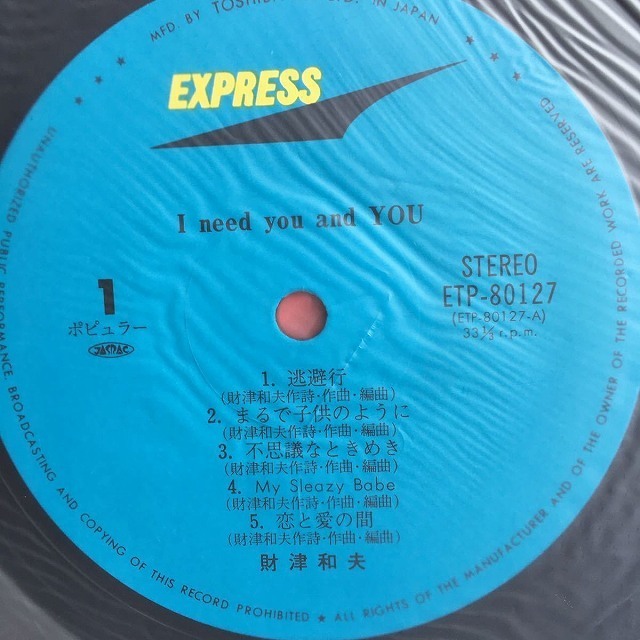 MFD. BY TOSHIBA IN JAPAN
EXPRESS
I need you and YOU
1
ポピュラー
JASRAC
STEREO
ETP-80127
(ETP-80127-A)
33⅓ r.p.m.
1. 逃避行
(財津和夫作詩・作曲・編曲)
2. まるで子供のように
(財津和夫作詩・作曲・編曲)
3. 不思議なときめき
(財津和夫作詩・作曲・編曲)
4. My Sleazy Babe
(財津和夫作詩・作曲・編曲)
5. 恋と愛の間
(財津和夫作詩・作曲・編曲)
財津和夫
UNAUTHORIZED PUBLIC PERFORMANCE, BROADCASTING AND COPYING OF THIS RECORD PROHIBITED ★ ALL RIGHTS OF THE MANUFACTURER AND OF THE OWNER OF THE RECORDED WORK ARE RESERVED